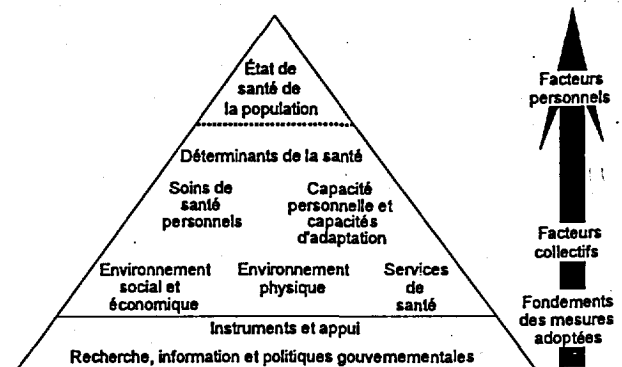 État de
santé de
la population
Déterminants de la santé
Soins de
santé
personnels
Capacité
personnelle et
capacités
d'adaptation
Environnement
social et
économique
Environnement
physique
Services
de
santé
Instruments et appui
Recherche, information et politiques gouvernementales
Facteurs
personnels
Facteurs
collectifs
Fondements
des mesures
adoptées